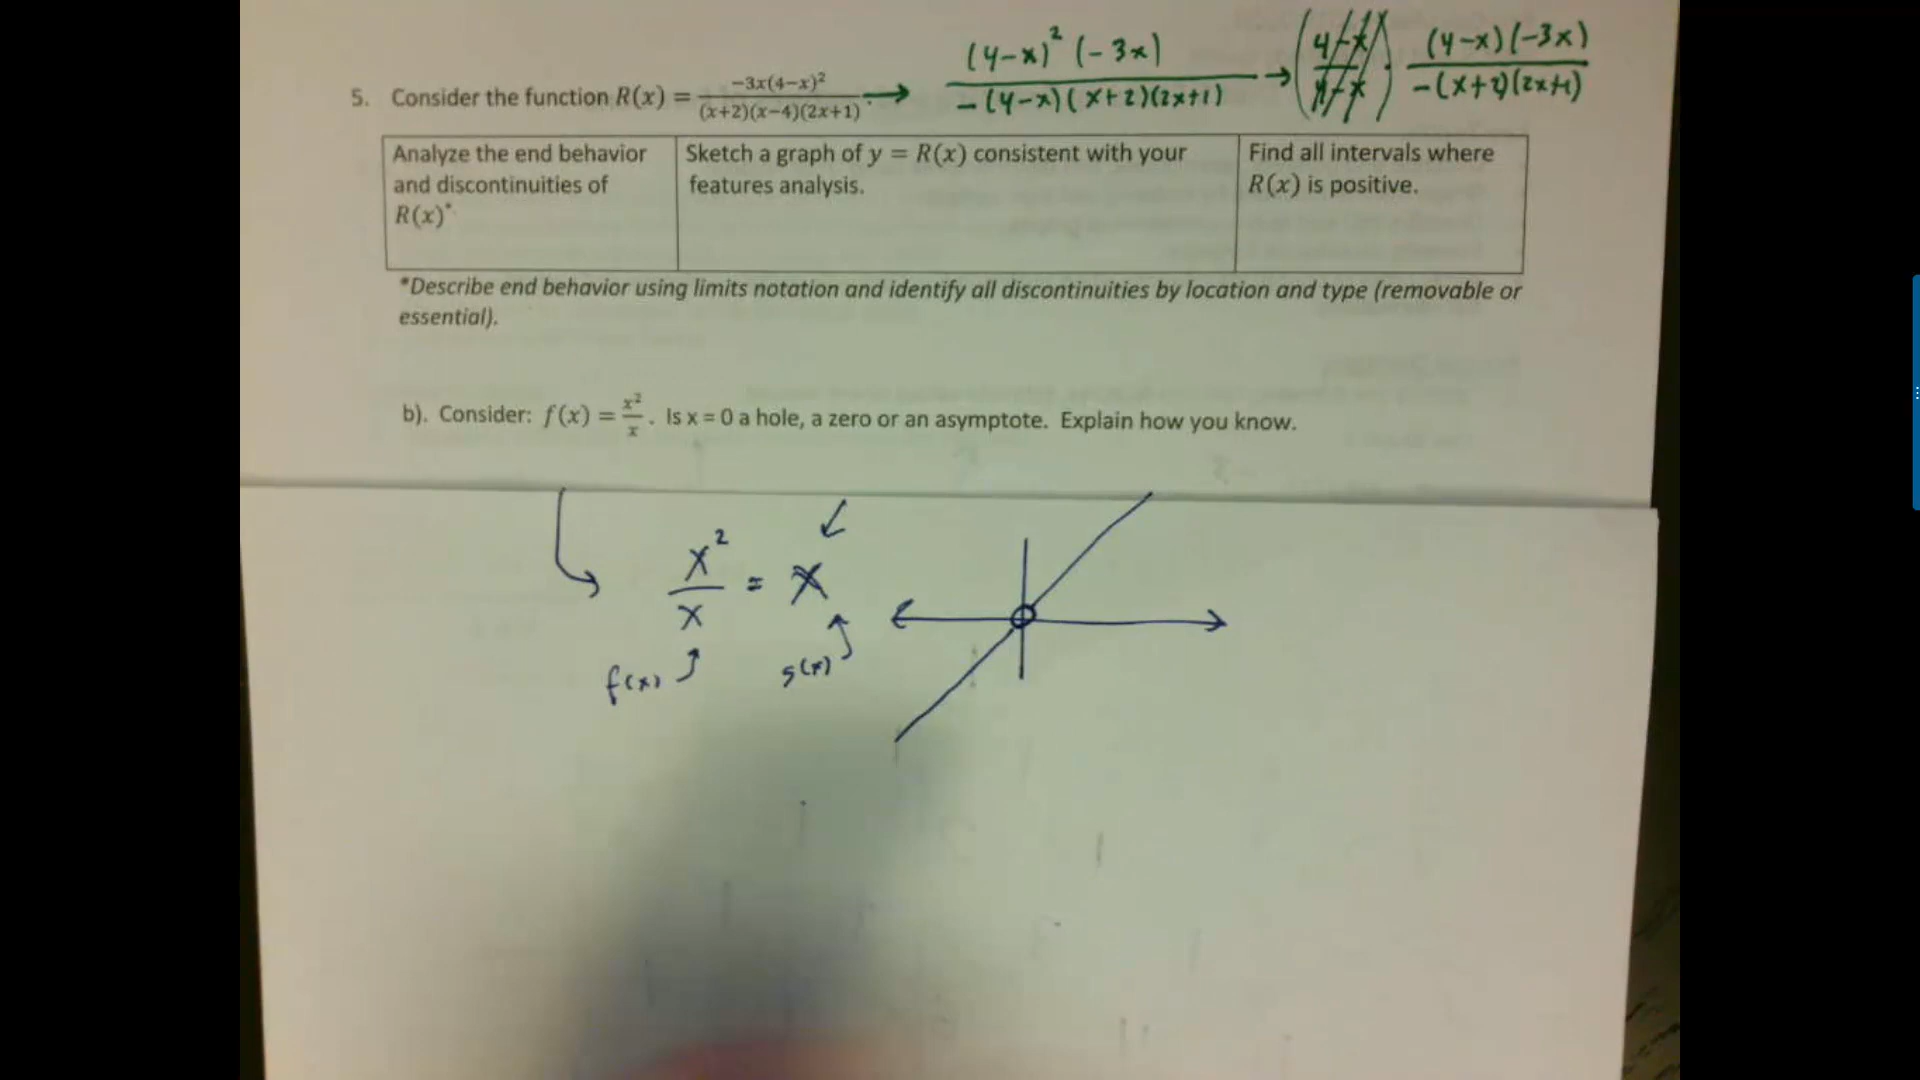 5. Consider the function R(x) = −3x(4−x)²/(x+2)(x−4)(2x+1). → (4-x)²(-3x)/-(4-x)(x+2)(2x+1) → (4-x/4-x) · (4-x)(-3x)/-(x+2)(2x+1)
Analyze the end behavior
and discontinuities of
R(x)*
Sketch a graph of y = R(x) consistent with your
features analysis.
Find all intervals where
R(x) is positive.
*Describe end behavior using limits notation and identify all discontinuities by location and type (removable or
essential).
b). Consider: f(x) = x²/x. Is x = 0 a hole, a zero or an asymptote. Explain how you know.
x²/x = x
f(x) g(x)